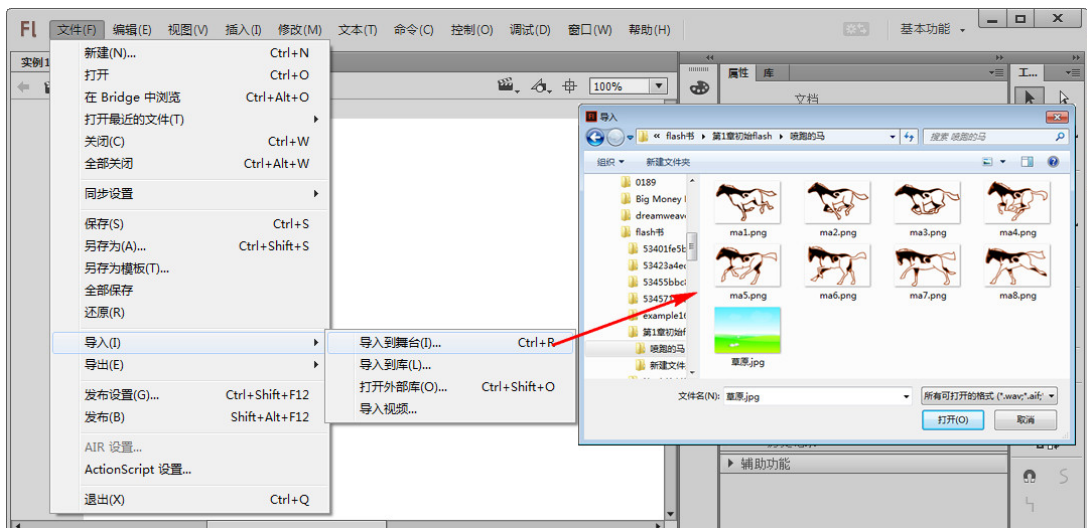 Fl 文件(F) 编辑(E) 视图(V) 插入(I) 修改(M) 文本(T) 命令(C) 控制(O) 调试(D) 窗口(W) 帮助(H) 基本功能
实例1
新建(N)... Ctrl+N
打开 Ctrl+O
在 Bridge 中浏览 Ctrl+Alt+O
打开最近的文件(T)
关闭(C) Ctrl+W
全部关闭 Ctrl+Alt+W
同步设置
保存(S) Ctrl+S
另存为(A)... Ctrl+Shift+S
另存为模板(T)...
全部保存
还原(R)
导入(I)
导出(E)
发布设置(G)... Ctrl+Shift+F12
发布(B) Shift+Alt+F12
AIR 设置...
ActionScript 设置...
退出(X) Ctrl+Q
导入到舞台(I)... Ctrl+R
导入到库(L)...
打开外部库(O)... Ctrl+Shift+O
导入视频...
100%
属性 库
工...
文档
导入
« flash书 ▸ 第1章初始flash ▸ 喷跑的马
搜索 喷跑的马
组织 新建文件夹
0189
Big Money
dreamweav
flash书
53401fe5b
53423a4ec
53455bbc
53457
example1
第1章初始f
喷跑的马
新建文件
ma1.png ma2.png ma3.png ma4.png
ma5.png ma6.png ma7.png ma8.png
草原.jpg
文件名(N): 草原.jpg 所有可打开的格式 (*.wav;*.aif;
打开(O) 取消
辅助功能